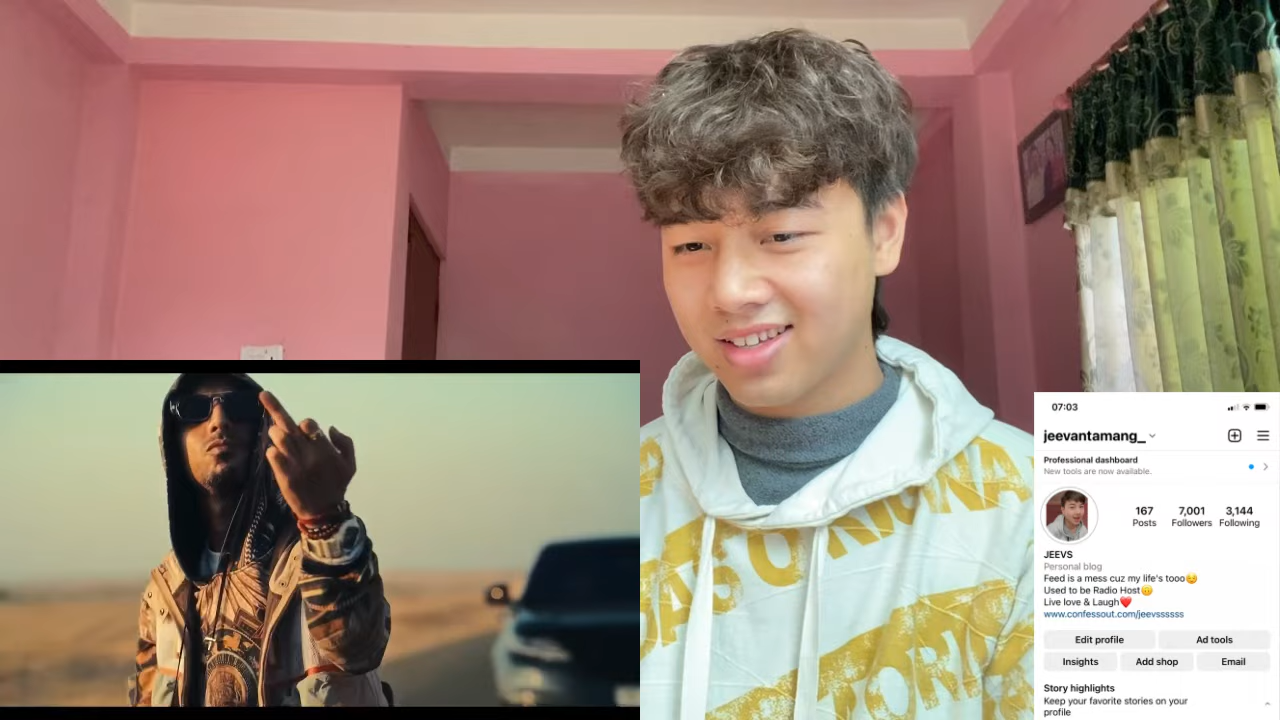 07:03
jeevantamang_
Professional dashboard
New tools are now available.
167 7,001 3,144
Posts Followers Following
JEEVS
Personal blog
Feed is a mess cuz my life's tooo😔
Used to be Radio Host🙃
Live love & Laugh❤️
www.confessout.com/jeevssssss
Edit profile Ad tools
Insights Add shop Email
Story highlights
Keep your favorite stories on your
profile